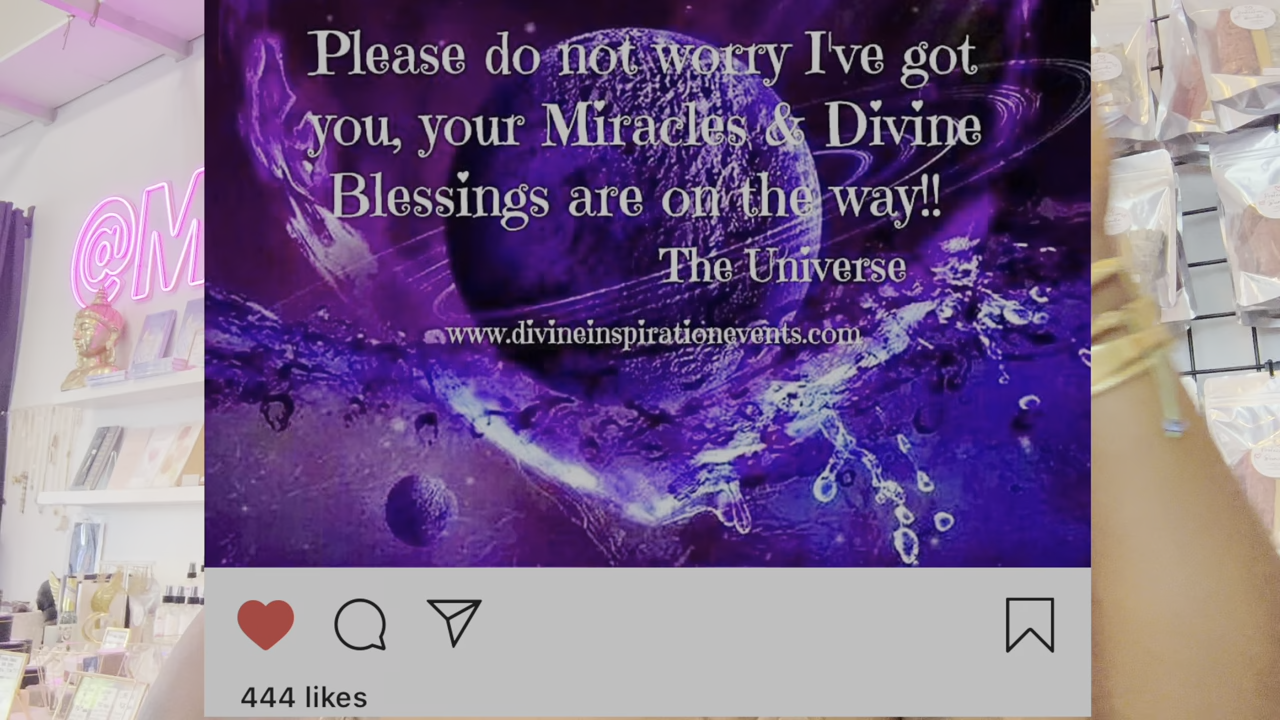 Please do not worry I've got
you, your Miracles & Divine
Blessings are on the way!!
The Universe
www.divineinspirationevents.com
@M
444 likes